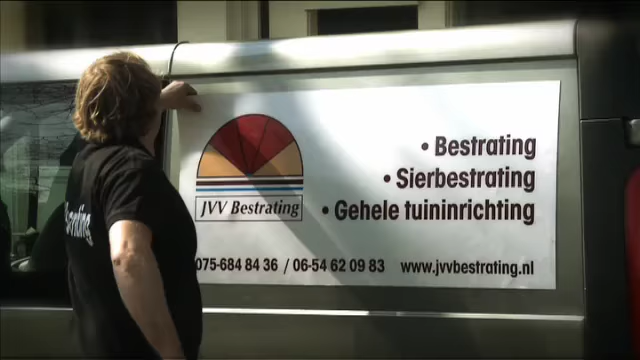 • Bestrating
• Sierbestrating
• Gehele tuininrichting
JVV Bestrating
075-684 84 36 / 06-54 62 09 83 www.jvvbestrating.nl